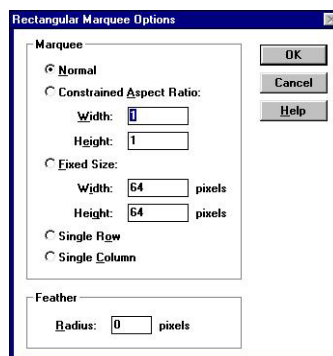 Rectangular Marquee Options
Marquee
Normal
Constrained Aspect Ratio:
Width: 1
Height: 1
Fixed Size:
Width: 64 pixels
Height: 64 pixels
Single Row
Single Column
OK
Cancel
Help
Feather
Radius: 0 pixels